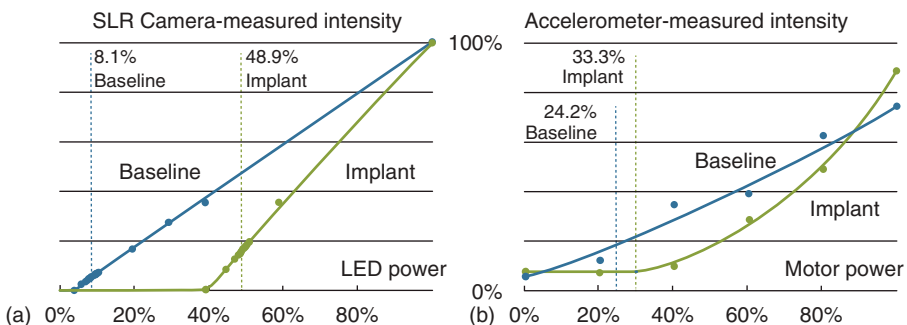 SLR Camera-measured intensity
8.1%
Baseline
48.9%
Implant
Baseline
Implant
LED power
(a) 0% 20% 40% 60% 80%
Accelerometer-measured intensity
100%
33.3%
Implant
24.2%
Baseline
Baseline
Implant
Motor power
0%
(b) 0% 20% 40% 60% 80%